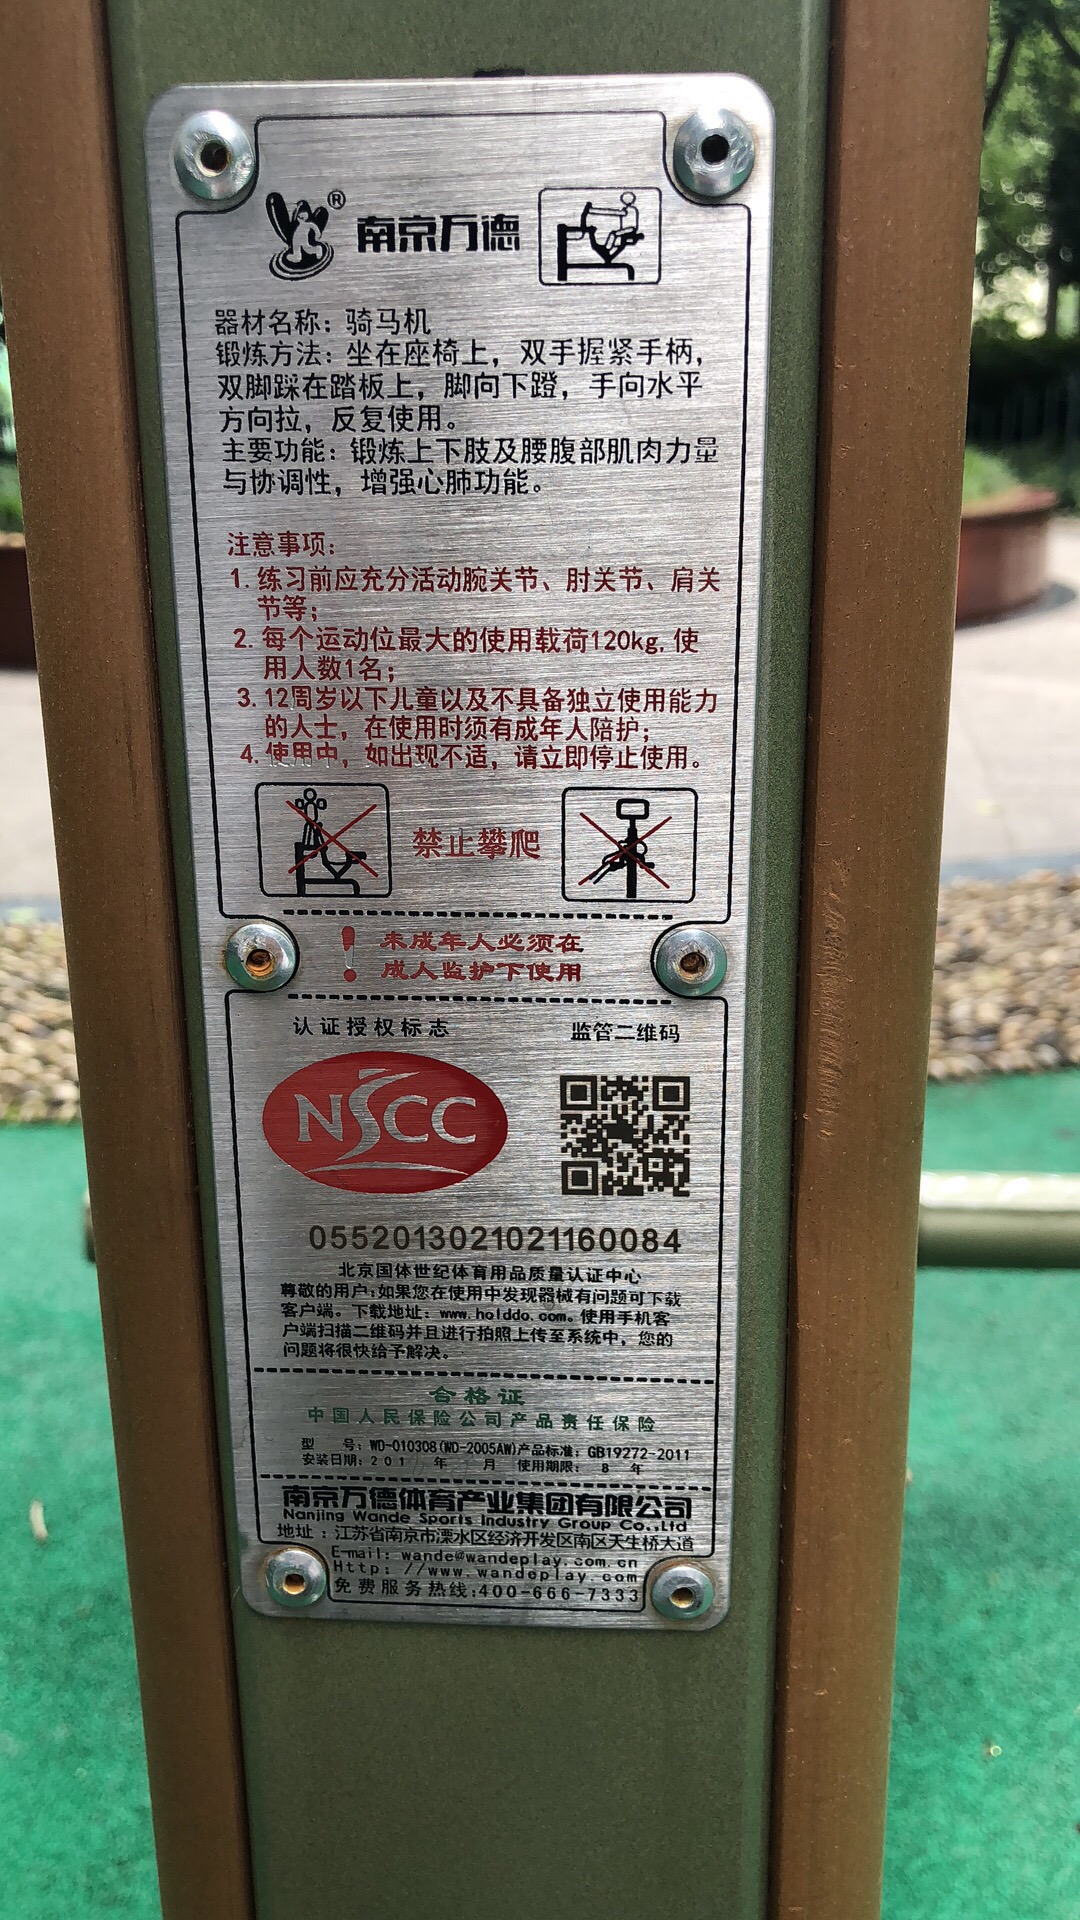 ® 南京万德
器材名称：骑马机
锻炼方法：坐在座椅上，双手握紧手柄，
双脚踩在踏板上，脚向下蹬，手向水平
方向拉，反复使用。
主要功能：锻炼上下肢及腰腹部肌肉力量
与协调性，增强心肺功能。
注意事项：
1. 练习前应充分活动腕关节、肘关节、肩关
节等；
2. 每个运动位最大的使用载荷120kg, 使
用人数1名；
3. 12周岁以下儿童以及不具备独立使用能力
的人士，在使用时须有成年人陪护；
4. 使用中，如出现不适，请立即停止使用。
禁止攀爬
! 未成年人必须在
成人监护下使用
认证授权标志 监管二维码
NSCC
0552013021021160084
北京国体世纪体育用品质量认证中心
尊敬的用户：如果您在使用中发现器械有问题可下载
客户端。下载地址：www.holddo.com。使用手机客
户端扫描二维码并且进行拍照上传至系统中，您的
问题将很快给予解决。
合格证
中国人民保险公司产品责任保险
型 号：WD-010308(WD-2005AW)产品标准：GB19272-2011
安装日期：201 年 月 使用期限：8 年
南京万德体育产业集团有限公司
Nanjing Wande Sports Industry Group Co.,Ltd
地址：江苏省南京市溧水区经济开发区南区天生桥大道
E-mail: wande@wandeplay.com.cn
Http: //www.wandeplay.com
免费服务热线:400-666-7333